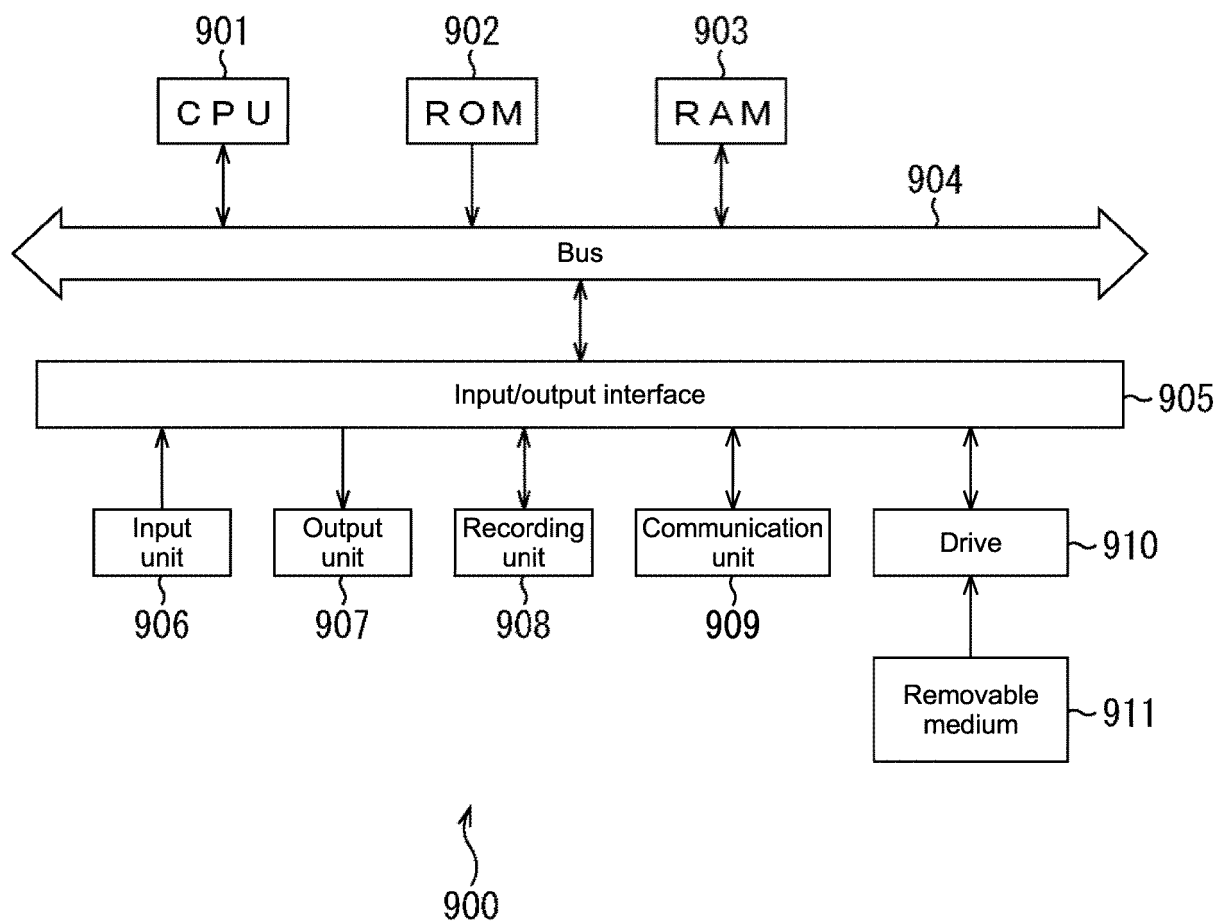 901
902
903
CPU
ROM
RAM
904
Bus
Input/output interface
905
Input
unit
Output
unit
Recording
unit
Communication
unit
Drive
910
906
907
908
909
Removable
medium
911
900